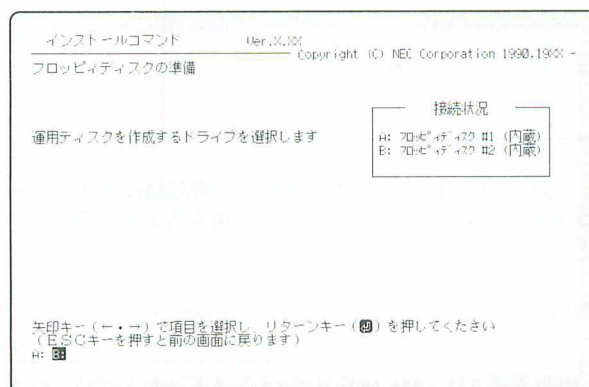 インストールコマンド Ver.X.XX
Copyright (C) NEC Corporation 1990.19XX
フロッピィディスクの準備
接続状況
運用ディスクを作成するドライブを選択します
A: フロッピィディスク #1 (内蔵)
B: フロッピィディスク #2 (内蔵)
矢印キー(←・→)で項目を選択し、リターンキー(↲)を押してください
(ESCキーを押すと前の画面に戻ります)
A: B: